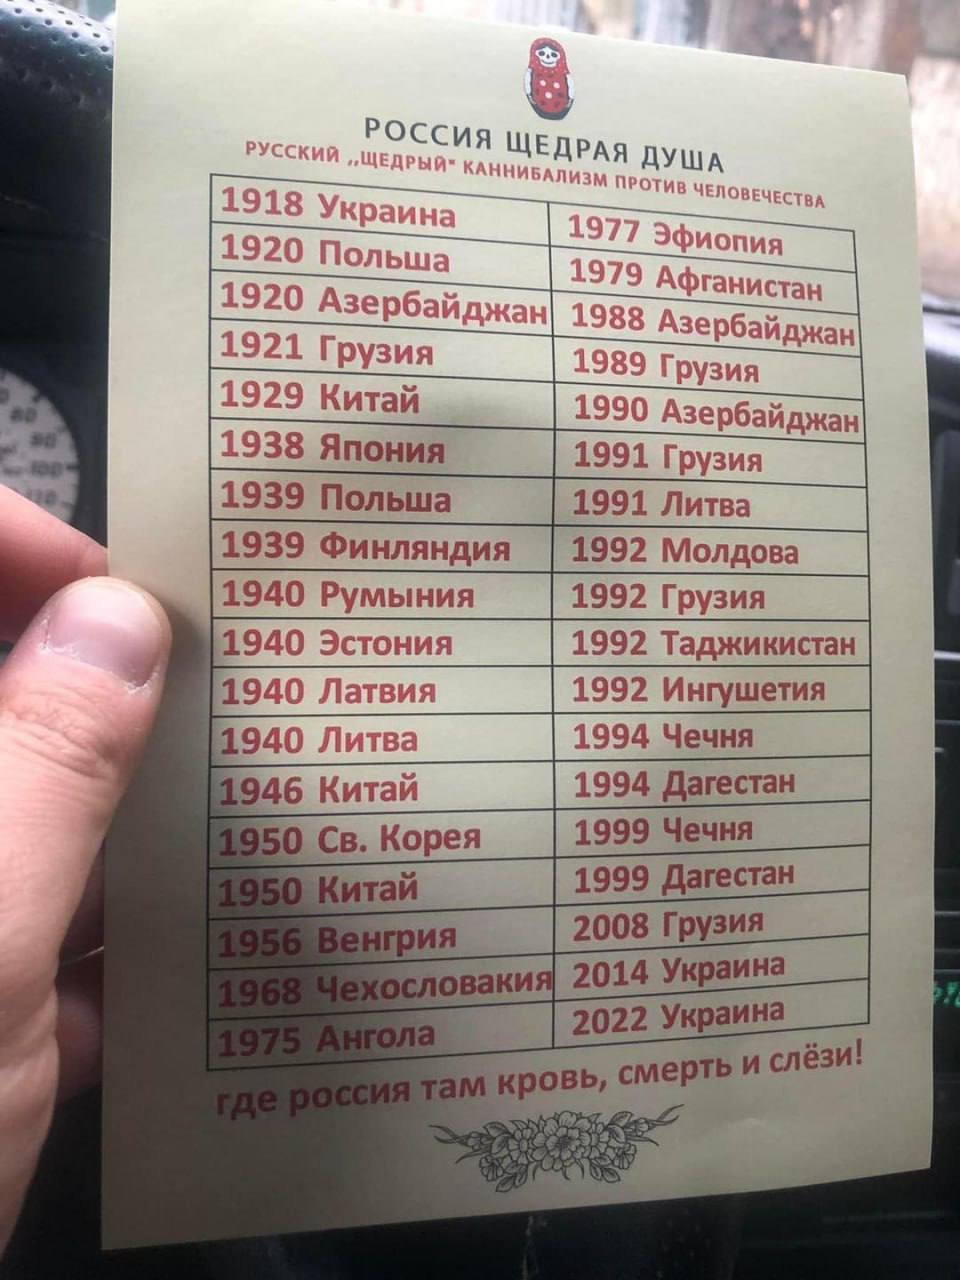 РОССИЯ ЩЕДРАЯ ДУША
РУССКИЙ ,,ЩЕДРЫЙ" КАННИБАЛИЗМ ПРОТИВ ЧЕЛОВЕЧЕСТВА
1918 Украина
1920 Польша
1920 Азербайджан
1921 Грузия
1929 Китай
1938 Япония
1939 Польша
1939 Финляндия
1940 Румыния
1940 Эстония
1940 Латвия
1940 Литва
1946 Китай
1950 Св. Корея
1950 Китай
1956 Венгрия
1968 Чехословакия
1975 Ангола
1977 Эфиопия
1979 Афганистан
1988 Азербайджан
1989 Грузия
1990 Азербайджан
1991 Грузия
1991 Литва
1992 Молдова
1992 Грузия
1992 Таджикистан
1992 Ингушетия
1994 Чечня
1994 Дагестан
1999 Чечня
1999 Дагестан
2008 Грузия
2014 Украина
2022 Украина
где россия там кровь, смерть и слёзи!
80
90
100
110